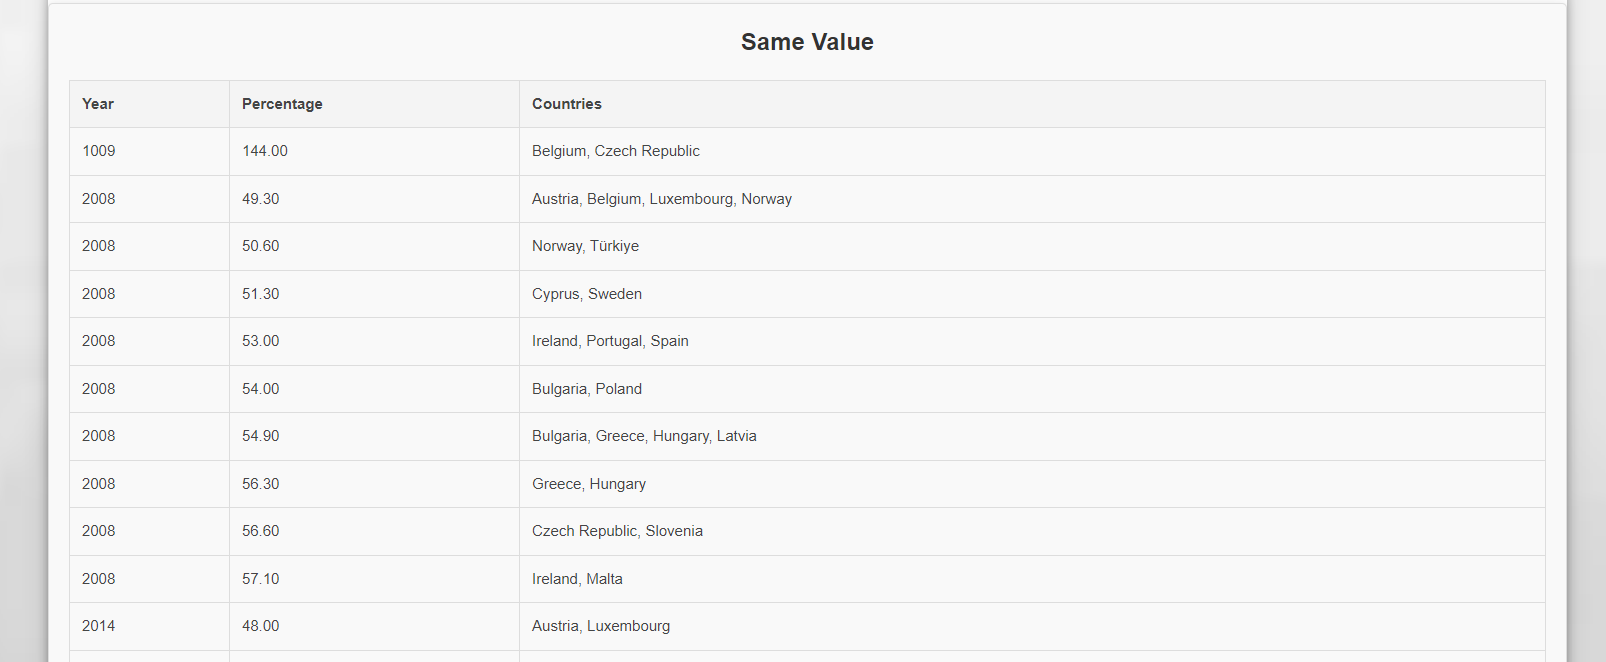 Same Value
Year Percentage Countries
1009 144.00 Belgium, Czech Republic
2008 49.30 Austria, Belgium, Luxembourg, Norway
2008 50.60 Norway, Türkiye
2008 51.30 Cyprus, Sweden
2008 53.00 Ireland, Portugal, Spain
2008 54.00 Bulgaria, Poland
2008 54.90 Bulgaria, Greece, Hungary, Latvia
2008 56.30 Greece, Hungary
2008 56.60 Czech Republic, Slovenia
2008 57.10 Ireland, Malta
2014 48.00 Austria, Luxembourg